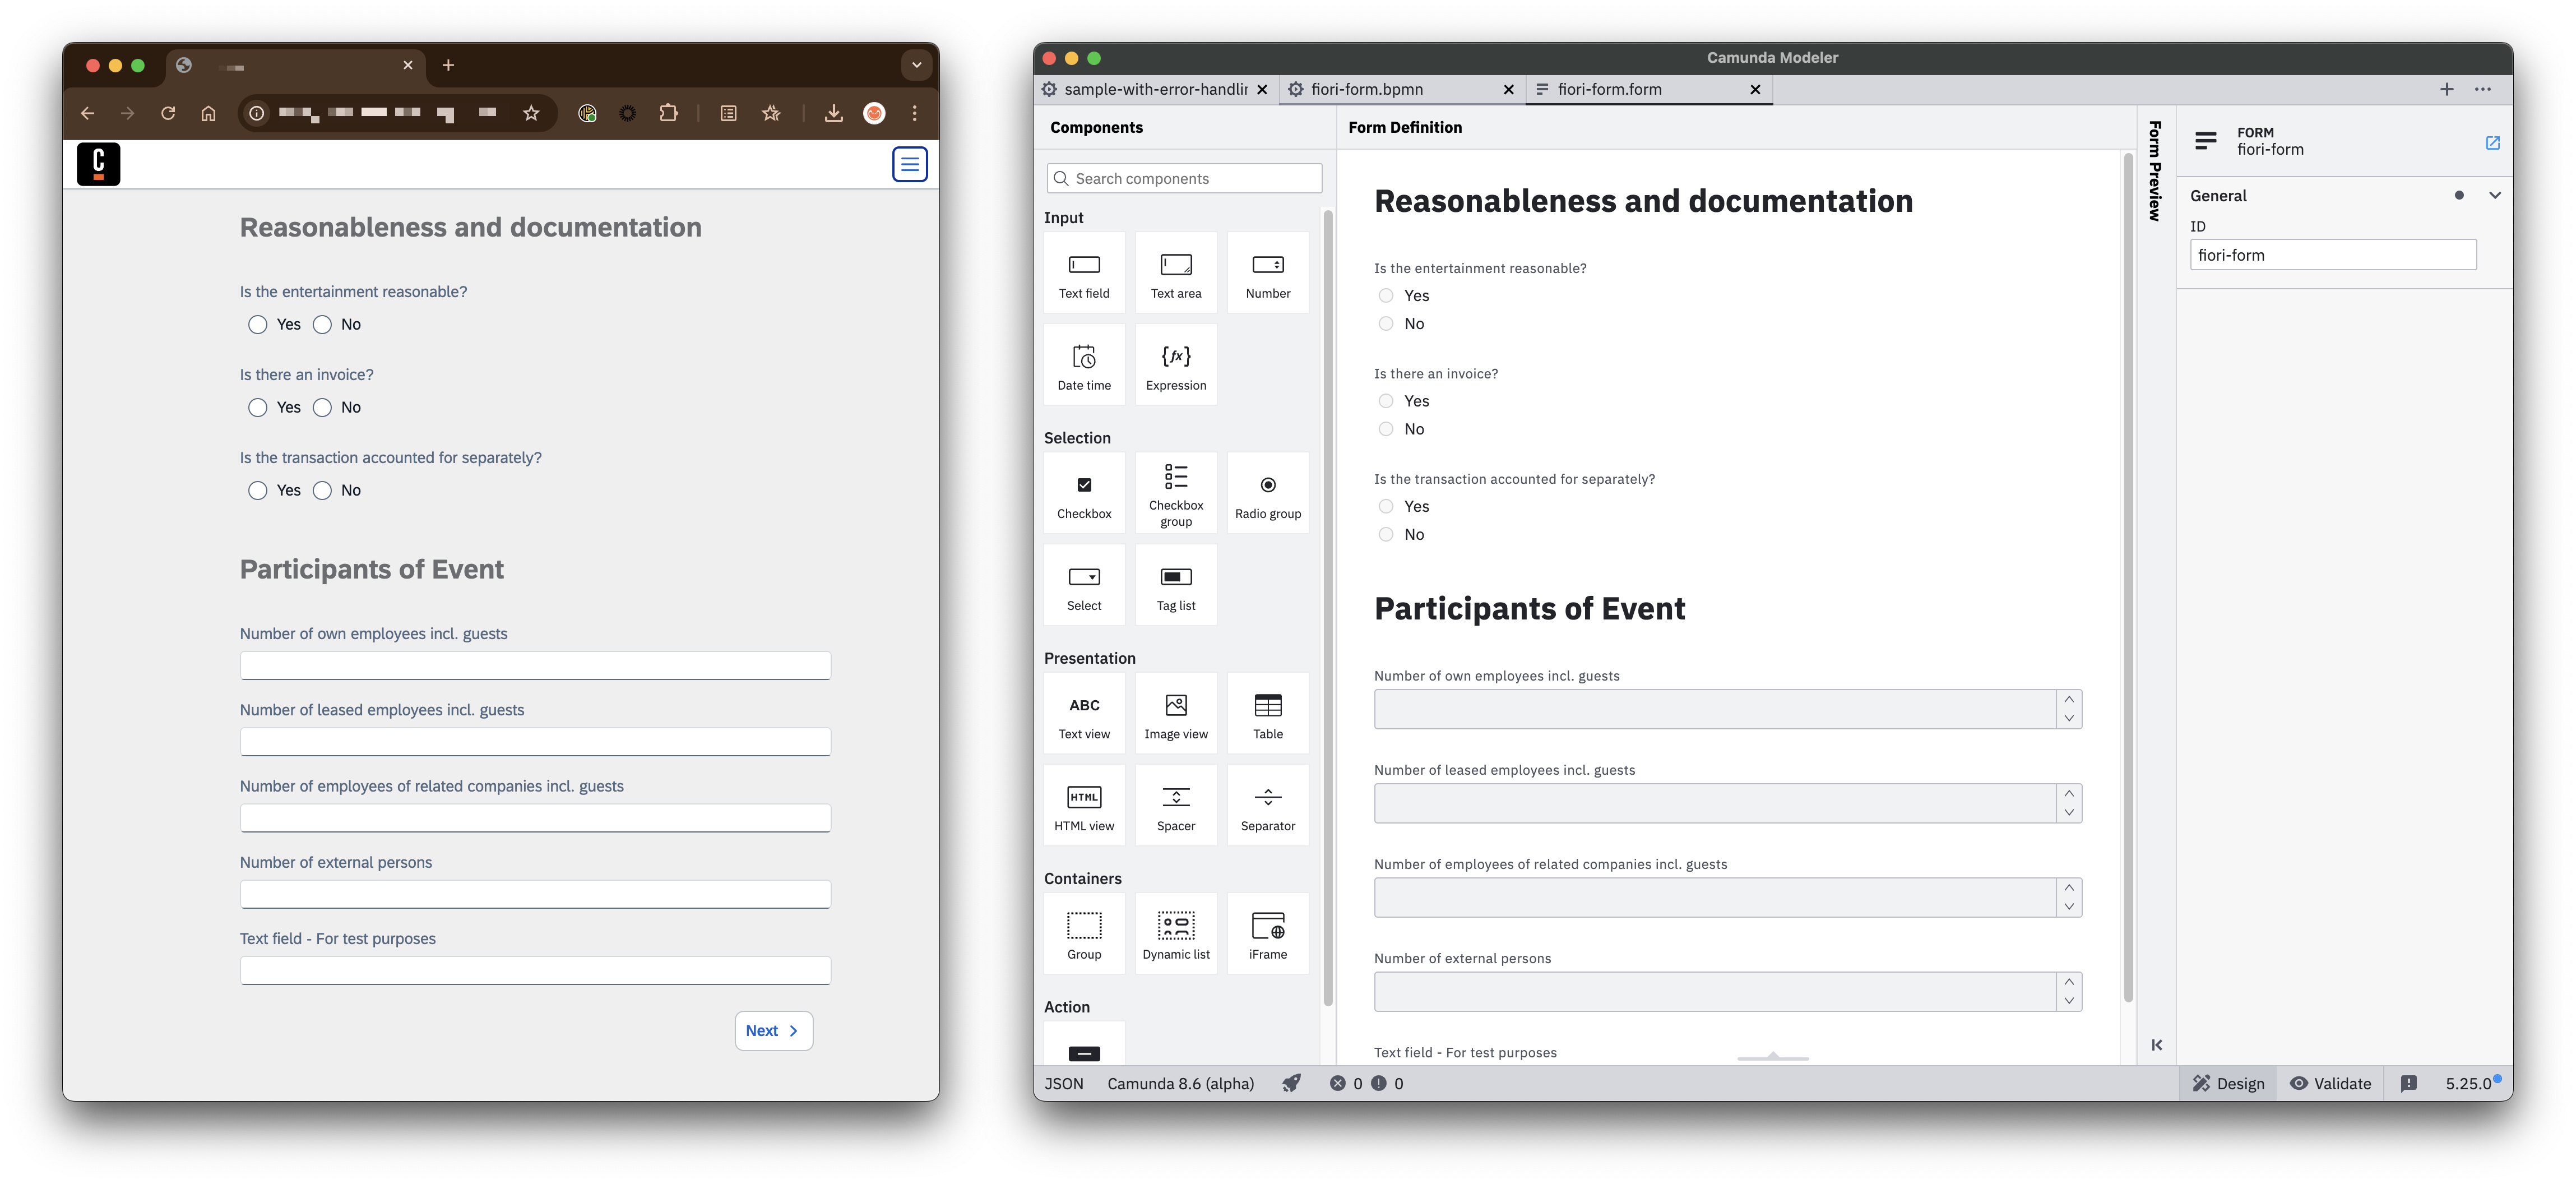 C
Reasonableness and documentation
Is the entertainment reasonable?
Yes No
Is there an invoice?
Yes No
Is the transaction accounted for separately?
Yes No
Participants of Event
Number of own employees incl. guests
Number of leased employees incl. guests
Number of employees of related companies incl. guests
Number of external persons
Text field - For test purposes
Next
Camunda Modeler
sample-with-error-handlir
fiori-form.bpmn
fiori-form.form
Components
Search components
Input
Text field
Text area
Number
Date time
{fx}
Expression
Selection
Checkbox
Checkbox
group
Radio group
Select
Tag list
Presentation
ABC
Text view
Image view
Table
HTML
HTML view
Spacer
Separator
Containers
Group
Dynamic list
iFrame
Action
Form Definition
Reasonableness and documentation
Is the entertainment reasonable?
Yes
No
Is there an invoice?
Yes
No
Is the transaction accounted for separately?
Yes
No
Participants of Event
Number of own employees incl. guests
Number of leased employees incl. guests
Number of employees of related companies incl. guests
Number of external persons
Text field - For test purposes
Form Preview
FORM
fiori-form
General
ID
fiori-form
JSON
Camunda 8.6 (alpha)
0
0
Design
Validate
5.25.0